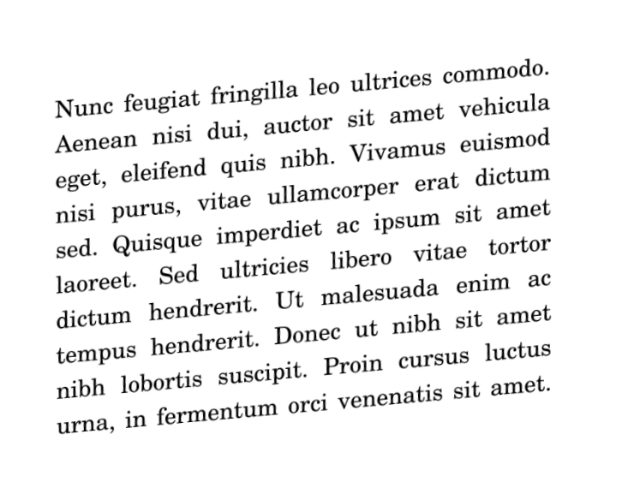 Nunc feugiat fringilla leo ultrices commodo.
Aenean nisi dui, auctor sit amet vehicula
eget, eleifend quis nibh. Vivamus euismod
nisi purus, vitae ullamcorper erat dictum
sed. Quisque imperdiet ac ipsum sit amet
laoreet. Sed ultricies libero vitae tortor
dictum hendrerit. Ut malesuada enim ac
tempus hendrerit. Donec ut nibh sit amet
nibh lobortis suscipit. Proin cursus luctus
urna, in fermentum orci venenatis sit amet.